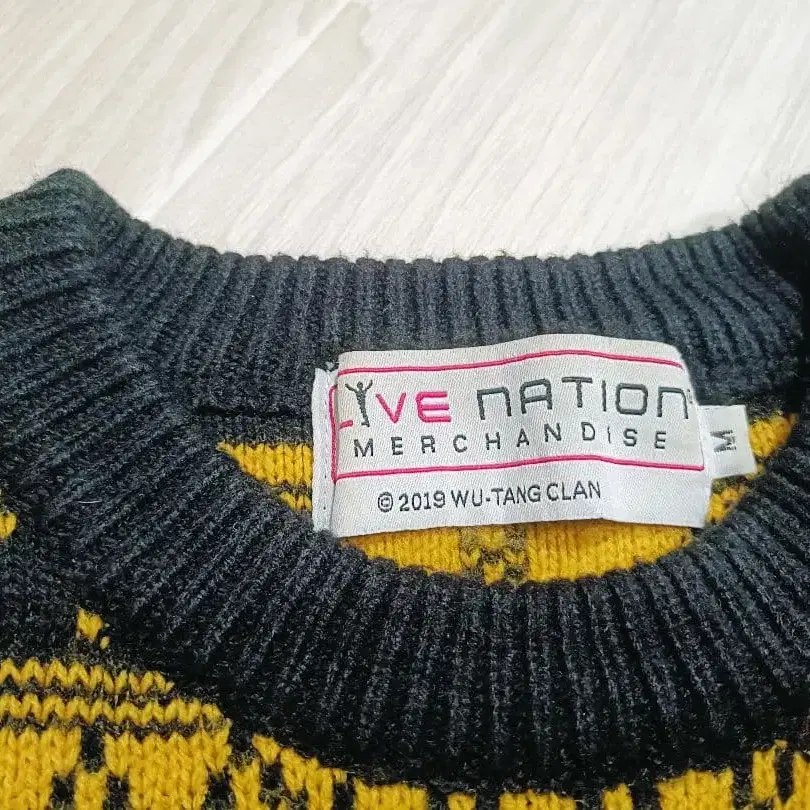 LIVE NATION
MERCHANDISE
© 2019 WU-TANG CLAN
M